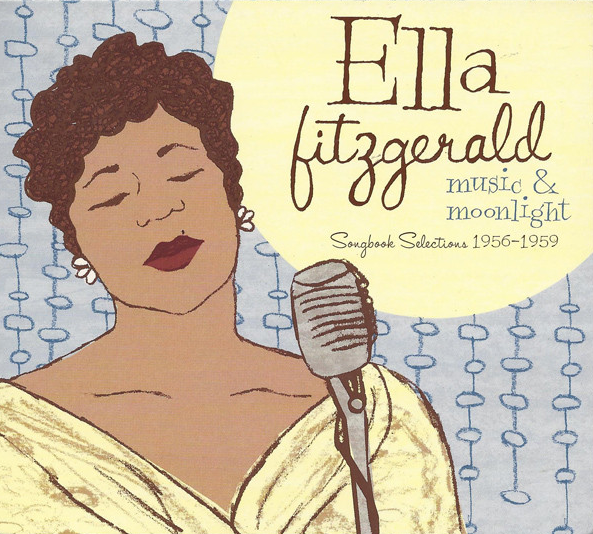 Ella
fitzgerald
music &
moonlight
Songbook Selections 1956-1959